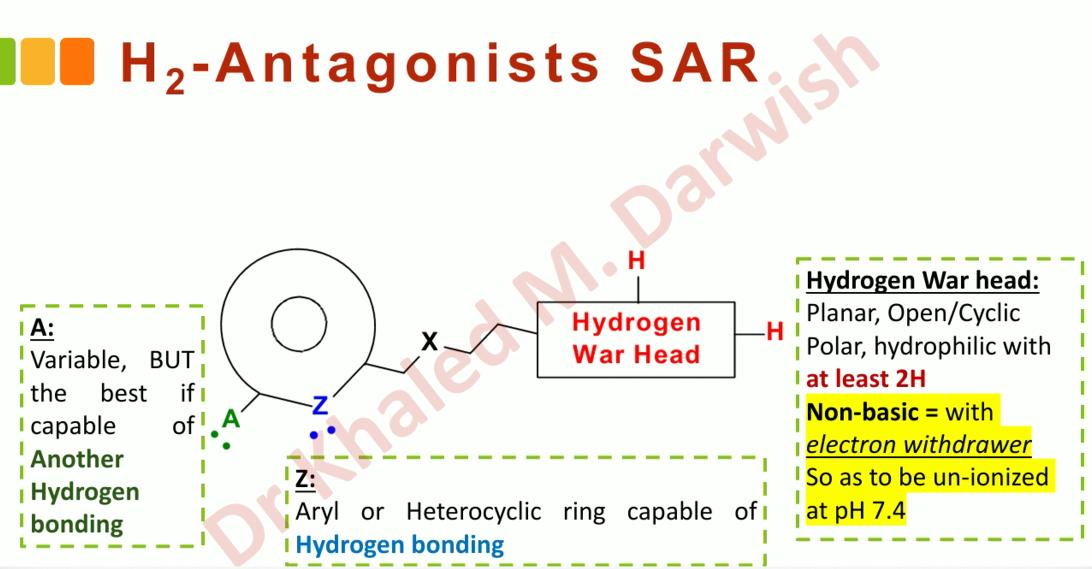 H₂-Antagonists SAR
A:
Variable, BUT
the best if
capable of
Another
Hydrogen
bonding
A
Z
X
H
Hydrogen
War Head
H
Z:
Aryl or Heterocyclic ring capable of
Hydrogen bonding
Hydrogen War head:
Planar, Open/Cyclic
Polar, hydrophilic with
at least 2H
Non-basic = with
electron withdrawer
So as to be un-ionized
at pH 7.4
Dr Khaled M. Darwish